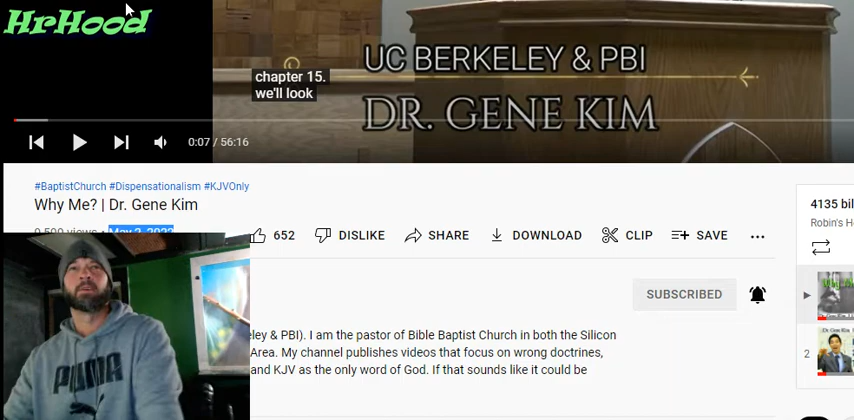 HrHood
UC BERKELEY & PBI
chapter 15.
we'll look
DR. GENE KIM
0:07 / 56:16
#BaptistChurch #Dispensationalism #KJVOnly
Why Me? | Dr. Gene Kim
4135 bil
Robin's H
652 DISLIKE SHARE DOWNLOAD CLIP SAVE
SUBSCRIBED
ley & PBI). I am the pastor of Bible Baptist Church in both the Silicon
Area. My channel publishes videos that focus on wrong doctrines,
and KJV as the only word of God. If that sounds like it could be
2
PUMA